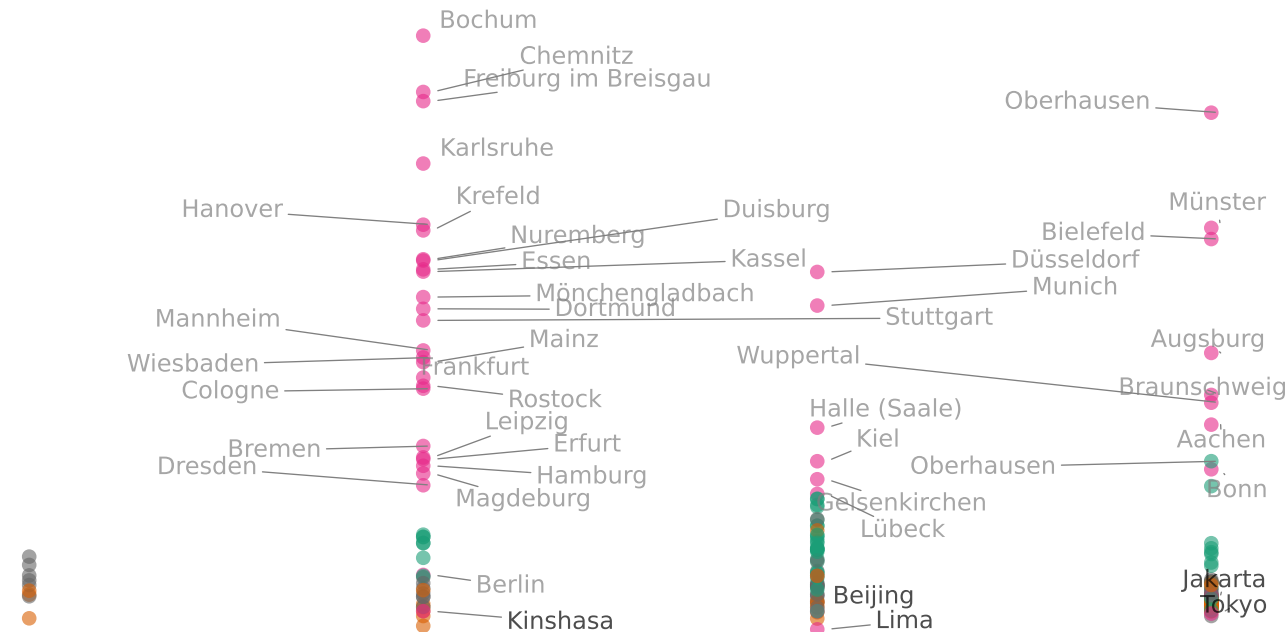 Bochum
Chemnitz
Freiburg im Breisgau
Oberhausen
Karlsruhe
Krefeld
Münster
Hanover
Duisburg
Nuremberg
Bielefeld
Essen
Kassel
Düsseldorf
Munich
Mönchengladbach
Dortmund
Mannheim
Stuttgart
Mainz
Augsburg
Wiesbaden
Frankfurt
Wuppertal
Cologne
Braunschweig
Rostock
Leipzig
Halle (Saale)
Bremen
Erfurt
Kiel
Aachen
Dresden
Hamburg
Oberhausen
Magdeburg
Gelsenkirchen
Bonn
Lübeck
Berlin
Jakarta
Beijing
Tokyo
Kinshasa
Lima